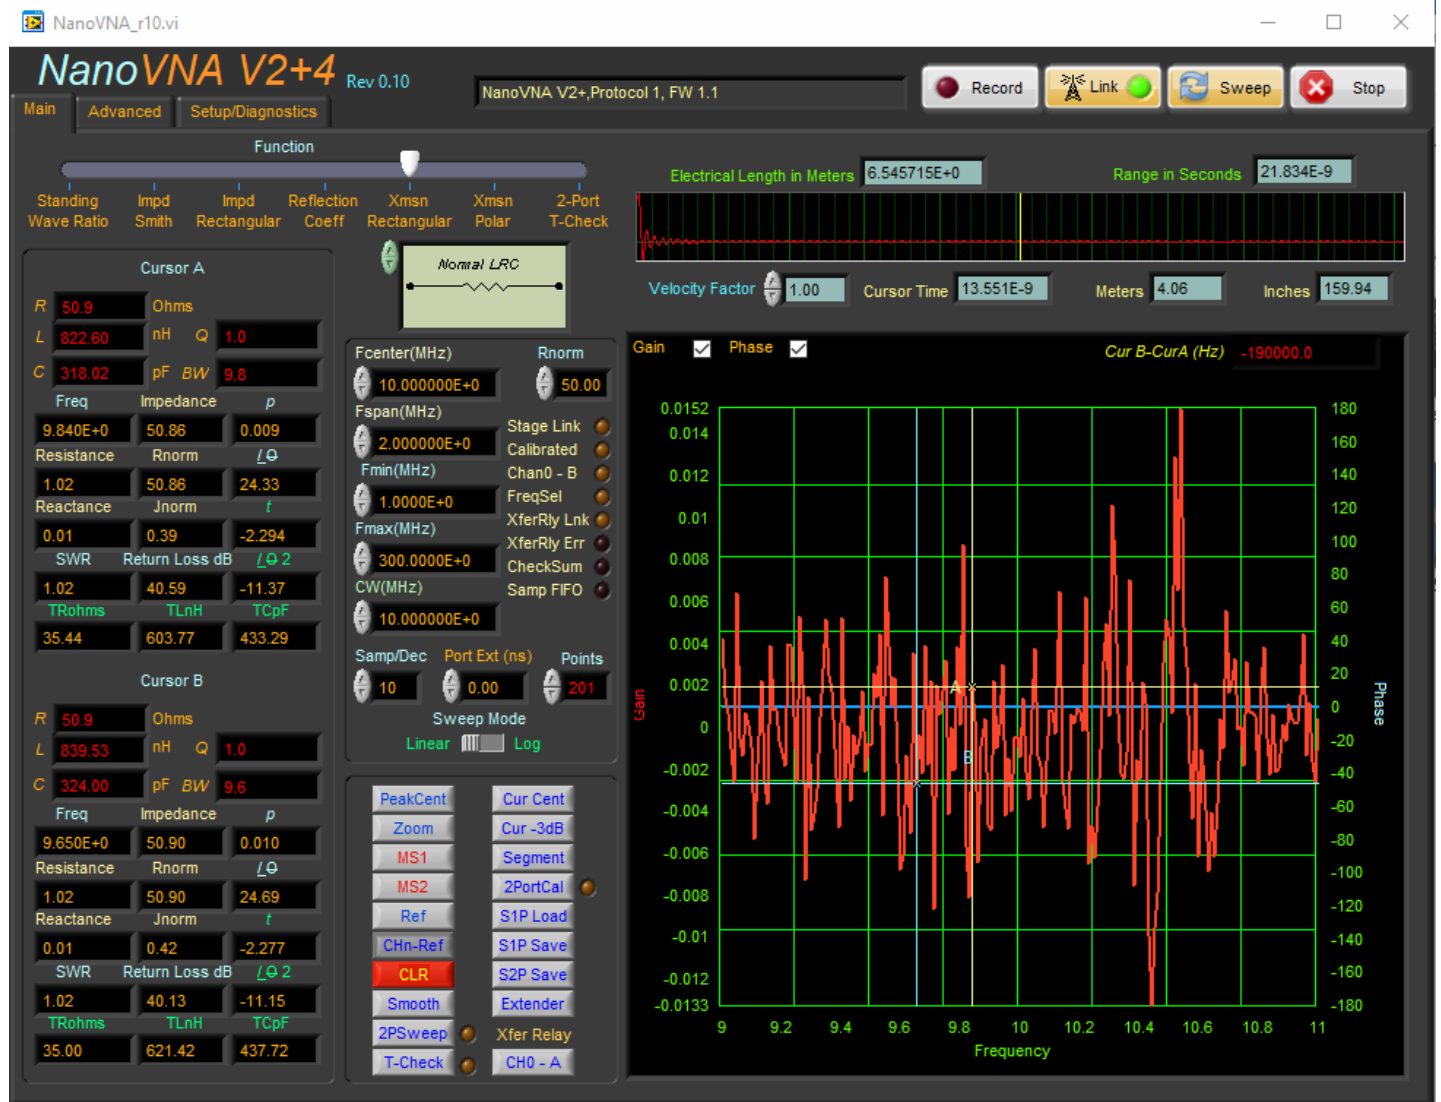 NanoVNA_r10.vi
NanoVNA V2+4 Rev 0.10
NanoVNA V2+,Protocol 1, FW 1.1
Record Link Sweep Stop
Main Advanced Setup/Diagnostics
Function
Standing Wave Ratio
Impd Smith
Impd Rectangular
Reflection Coeff
Xmsn Rectangular
Xmsn Polar
2-Port T-Check
Electrical Length in Meters 6.545715E+0
Range in Seconds 21.834E-9
Velocity Factor 1.00
Cursor Time 13.551E-9
Meters 4.06
Inches 159.94
Cursor A
R 50.9 Ohms
L 822.60 nH Q 1.0
C 318.02 pF BW 9.8
Freq Impedance p
9.840E+0 50.86 0.009
Resistance Rnorm /Θ
1.02 50.86 24.33
Reactance Jnorm t
0.01 0.39 -2.294
SWR Return Loss dB /Θ 2
1.02 40.59 -11.37
TRohms TLnH TCpF
35.44 603.77 433.29
Cursor B
R 50.9 Ohms
L 839.53 nH Q 1.0
C 324.00 pF BW 9.6
Freq Impedance p
9.650E+0 50.90 0.010
Resistance Rnorm /Θ
1.02 50.90 24.69
Reactance Jnorm t
0.01 0.42 -2.277
SWR Return Loss dB /Θ 2
1.02 40.13 -11.15
TRohms TLnH TCpF
35.00 621.42 437.72
Normal LRC
Fcenter(MHz) Rnorm
10.000000E+0 50.00
Fspan(MHz)
2.000000E+0
Fmin(MHz)
1.0000E+0
Fmax(MHz)
300.0000E+0
CW(MHz)
10.000000E+0
Stage Link
Calibrated
Chan0 - B
FreqSel
XferRly Lnk
XferRly Err
CheckSum
Samp FIFO
Samp/Dec Port Ext (ns) Points
10 0.00 201
Sweep Mode
Linear Log
PeakCent Cur Cent
Zoom Cur -3dB
MS1 Segment
MS2 2PortCal
Ref S1P Load
CHn-Ref S1P Save
CLR S2P Save
Smooth Extender
2PSweep Xfer Relay
T-Check CH0 - A
Gain Phase Cur B-CurA (Hz) -190000.0
0.0152
0.014
0.012
0.01
0.008
0.006
0.004
0.002
0
-0.002
-0.004
-0.006
-0.008
-0.01
-0.012
-0.0133
Gain
A
B
180
160
140
120
100
80
60
40
20
0
-20
-40
-60
-80
-100
-120
-140
-160
-180
Phase
9 9.2 9.4 9.6 9.8 10 10.2 10.4 10.6 10.8 11
Frequency